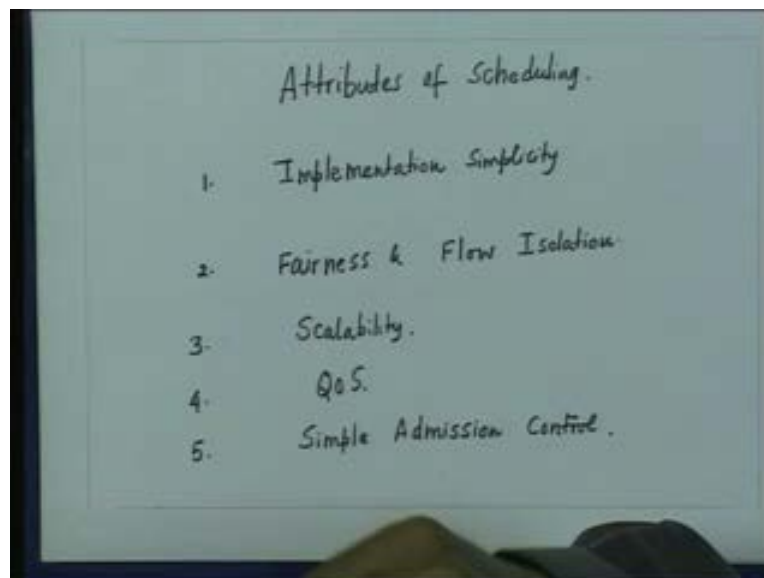 Attributes of Scheduling.
1. Implementation Simplicity
2. Fairness & Flow Isolation.
3. Scalability.
4. QoS.
5. Simple Admission Control.